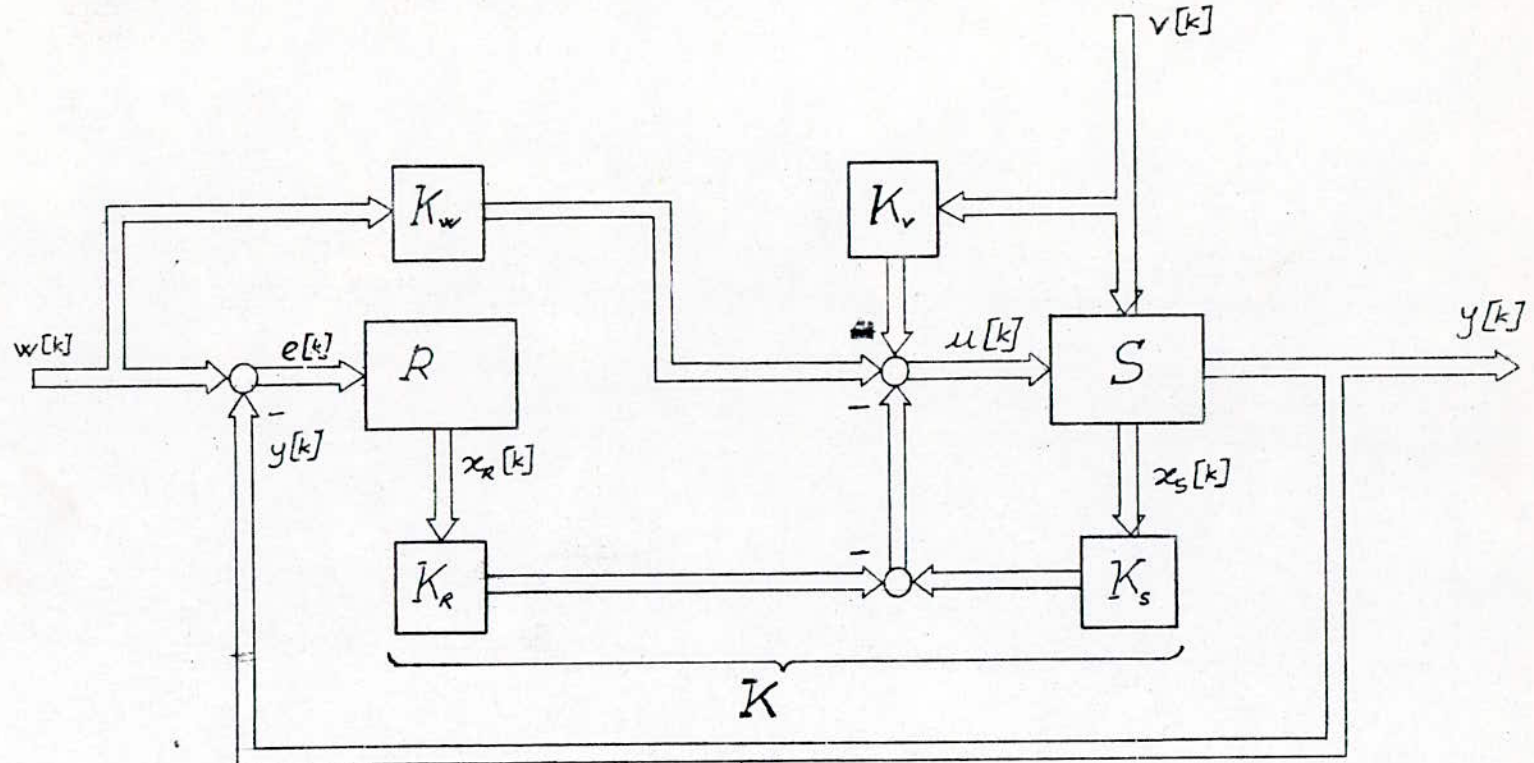 v[k]
K_w
K_v
w[k]
e[k]
R
u[k]
S
y[k]
-
y[k]
x_R[k]
-
x_S[k]
-
K_R
K_s
K